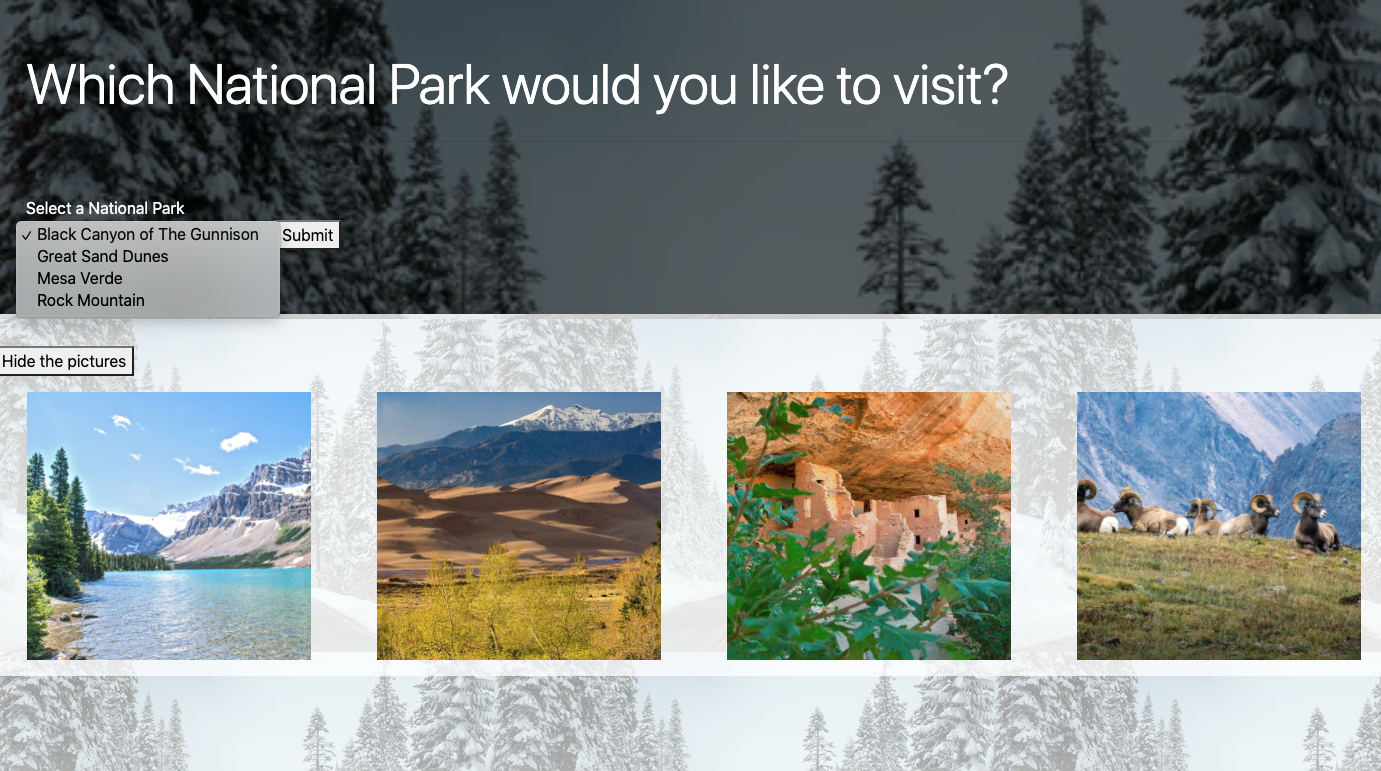 Which National Park would you like to visit?
Select a National Park
✓ Black Canyon of The Gunnison
Submit
Great Sand Dunes
Mesa Verde
Rock Mountain
Hide the pictures